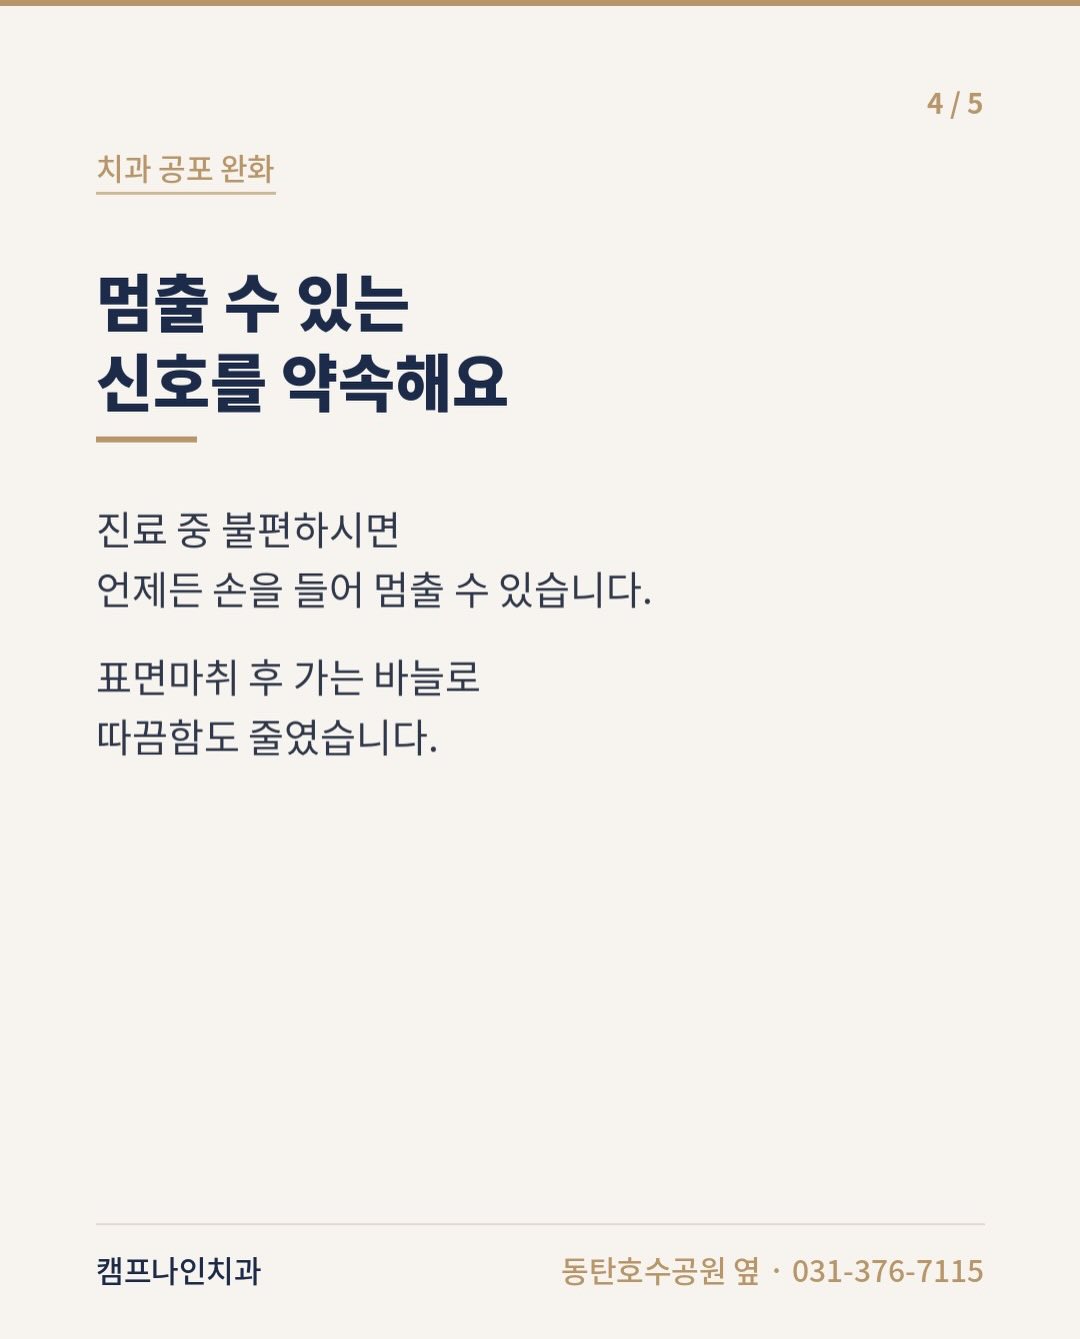 4 / 5
치과 공포 완화
멈출 수 있는
신호를 약속해요
진료 중 불편하시면
언제든 손을 들어 멈출 수 있습니다.
표면마취 후 가는 바늘로
따끔함도 줄였습니다.
캠프나인치과
동탄호수공원 옆 · 031-376-7115